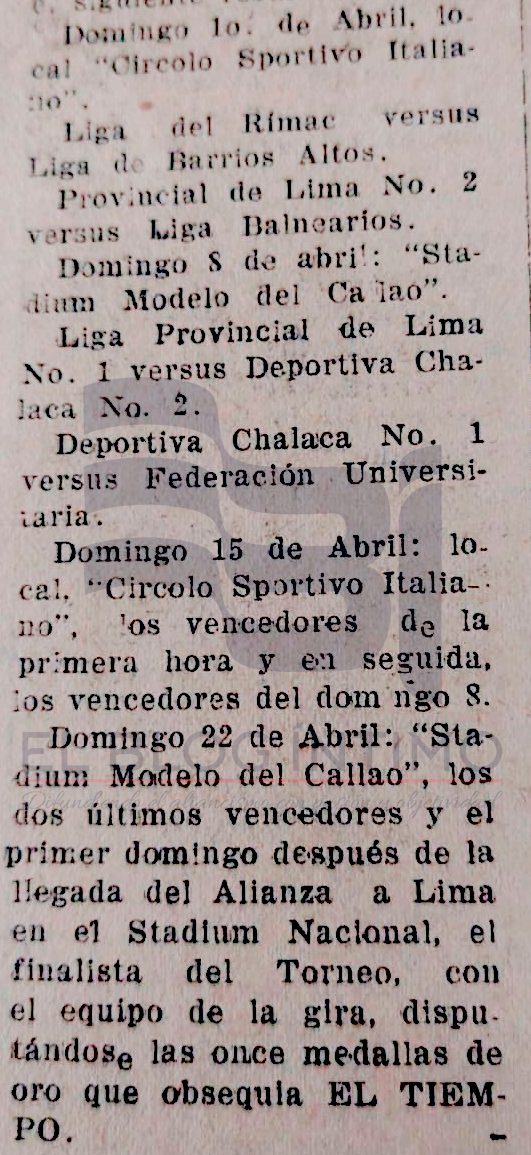 siguiente
Domingo 1o. de Abril, lo-
cal "Circolo Sportivo Italia-
no".
Liga del Rímac versus
Liga de Barrios Altos.
Provincial de Lima No. 2
versus Liga Balnearios.
Domingo 8 de abril: "Sta-
dium Modelo del Callao".
Liga Provincial de Lima
No. 1 versus Deportiva Cha-
laca No. 2.
Deportiva Chalaca No. 1
versus Federación Universi-
taria.
Domingo 15 de Abril: lo-
cal, "Circolo Sportivo Italia-
no", los vencedores de la
primera hora y en seguida,
los vencedores del domingo 8.
Domingo 22 de Abril: "Sta-
dium Modelo del Callao", los
dos últimos vencedores y el
primer domingo después de la
llegada del Alianza a Lima
en el Stadium Nacional, el
finalista del Torneo, con
el equipo de la gira, dispu-
tándose las once medallas de
oro que obsequia EL TIEM-
PO. –
EL BLOG ÍNTIMO